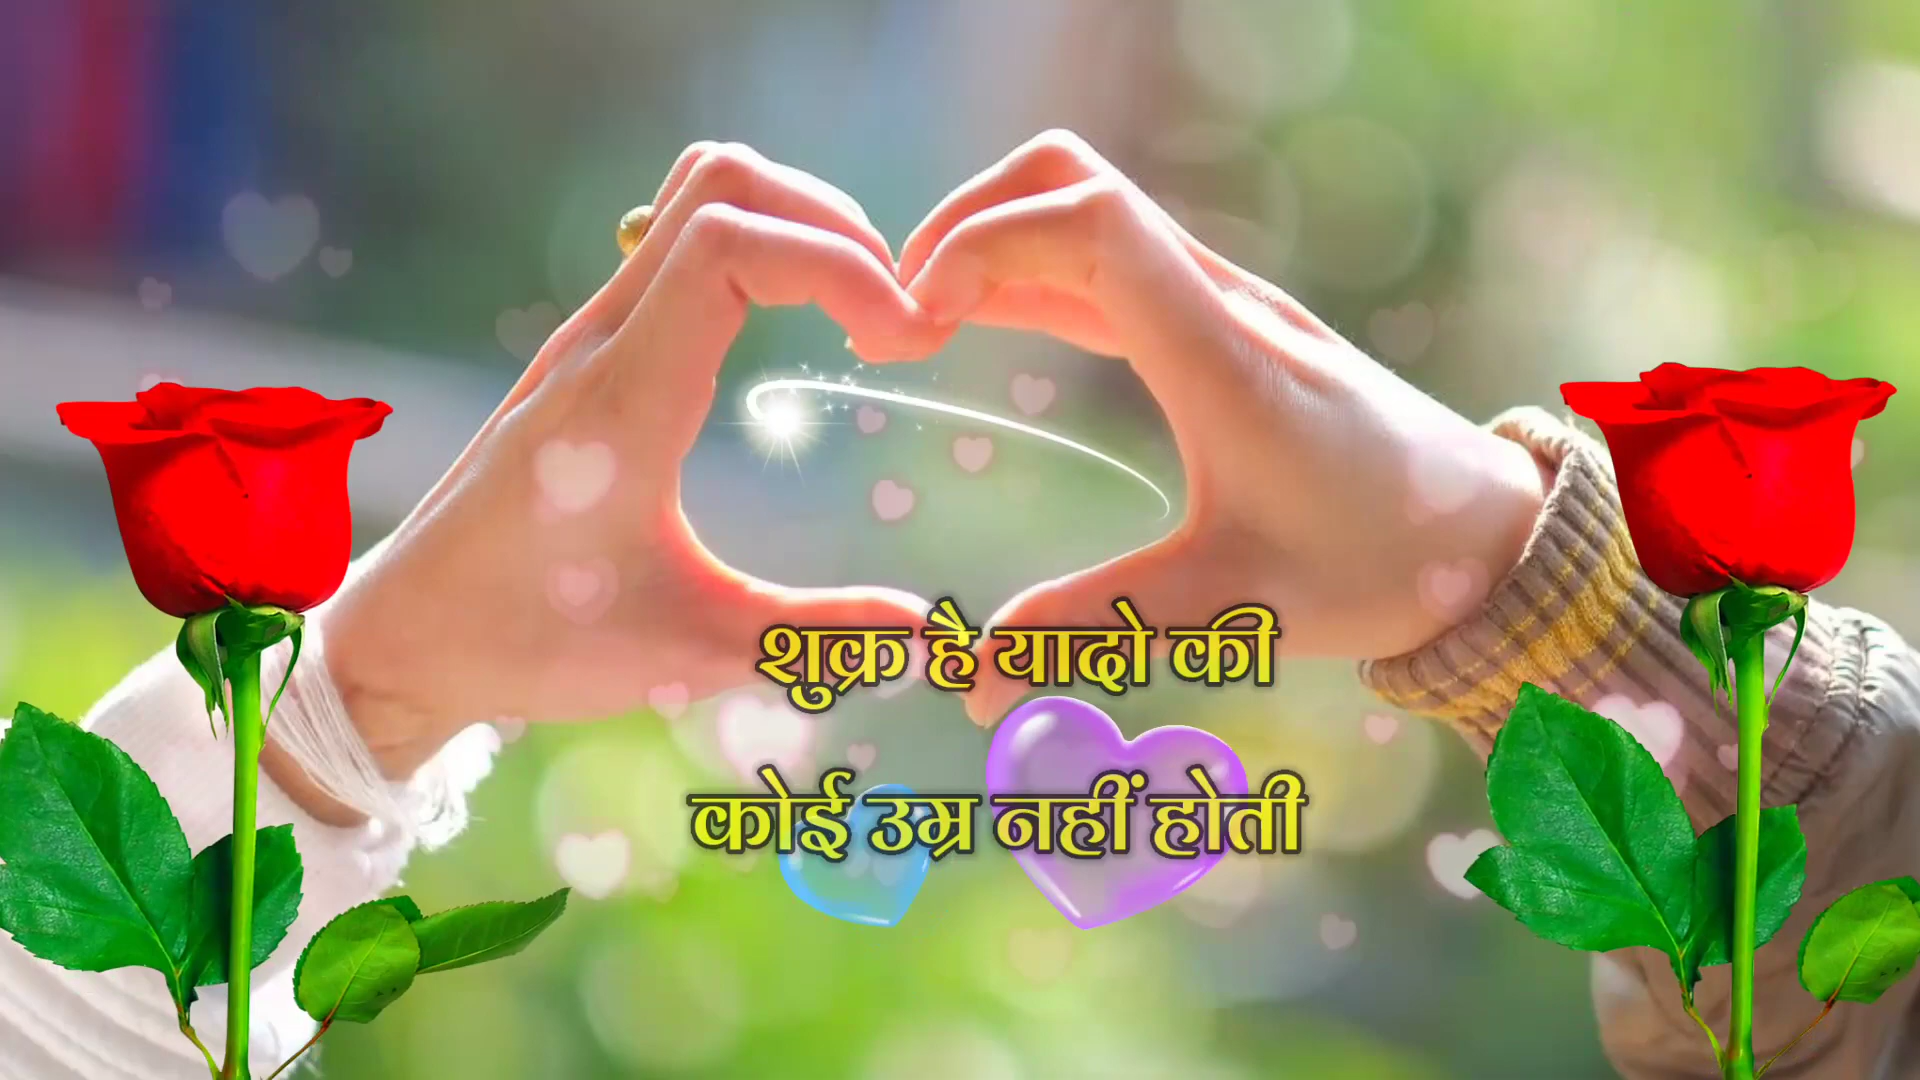 शुक्र है यादो की
कोई उम्र नहीं होती